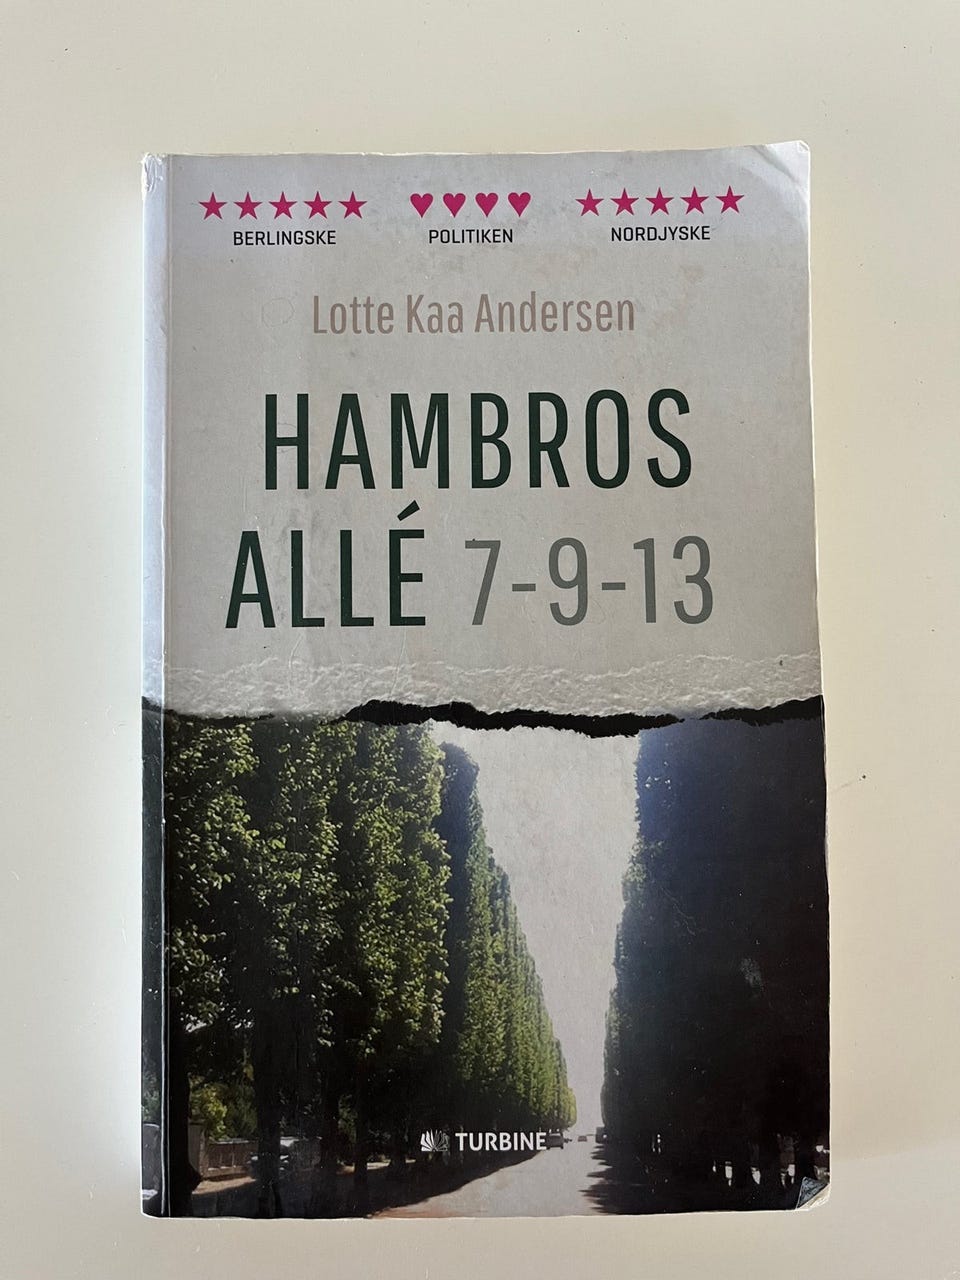 ★★★★★ ♥♥♥♥ ★★★★★
BERLINGSKE POLITIKEN NORDJYSKE
Lotte Kaa Andersen
HAMBROS
ALLÉ 7-9-13
TURBINE